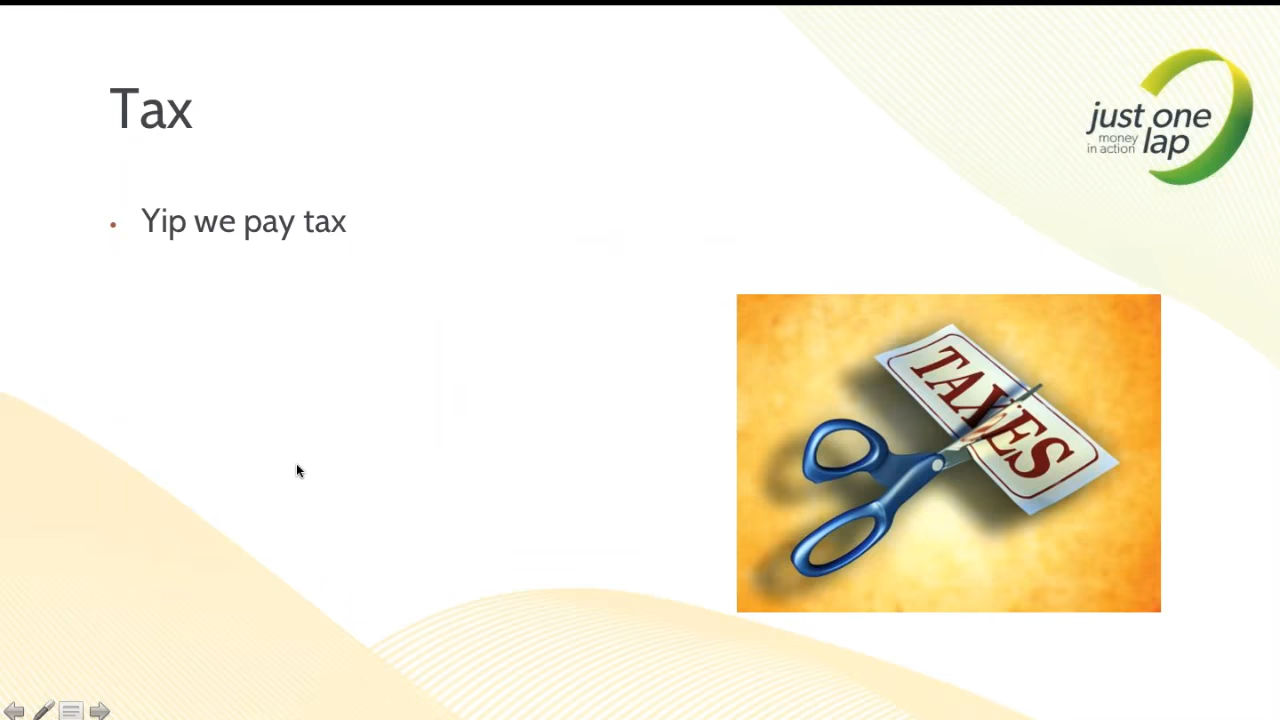 Tax
just one
money
in action
lap
• Yip we pay tax
TAXES